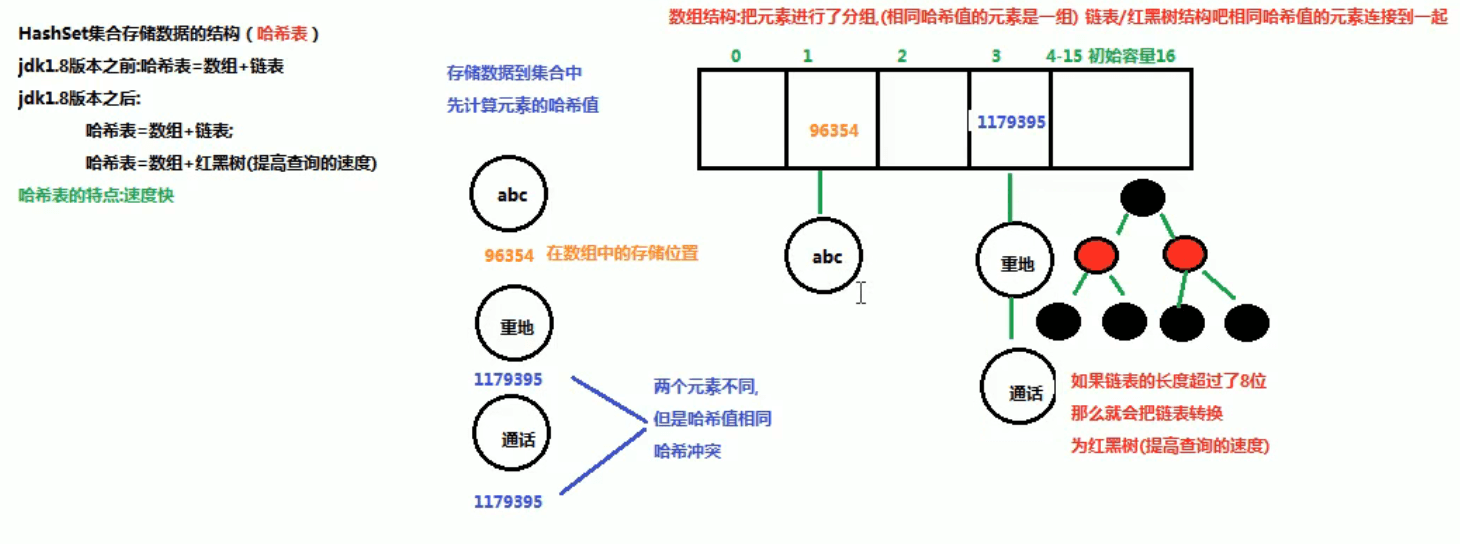 HashSet集合存储数据的结构（哈希表）
jdk1.8版本之前:哈希表=数组+链表
jdk1.8版本之后:
哈希表=数组+链表;
哈希表=数组+红黑树(提高查询的速度)
哈希表的特点:速度快
存储数据到集合中
先计算元素的哈希值
abc
96354 在数组中的存储位置
重地
1179395
通话
1179395
两个元素不同,
但是哈希值相同
哈希冲突
数组结构:把元素进行了分组,(相同哈希值的元素是一组) 链表/红黑树结构吧相同哈希值的元素连接到一起
0 1 2 3 4-15 初始容量16
96354 1179395
abc
重地
通话
如果链表的长度超过了8位
那么就会把链表转换
为红黑树(提高查询的速度)